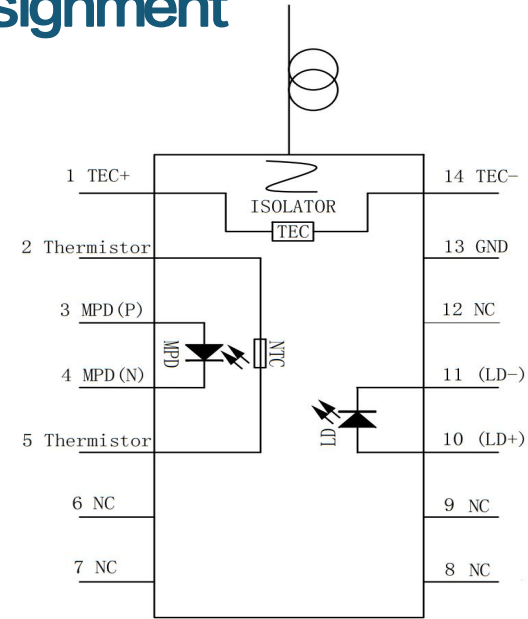 signment
1 TEC+
14 TEC-
ISOLATOR
TEC
2 Thermistor
13 GND
3 MPD(P)
12 NC
MPD
NTC
4 MPD(N)
11 (LD-)
LD
5 Thermistor
10 (LD+)
6 NC
9 NC
7 NC
8 NC